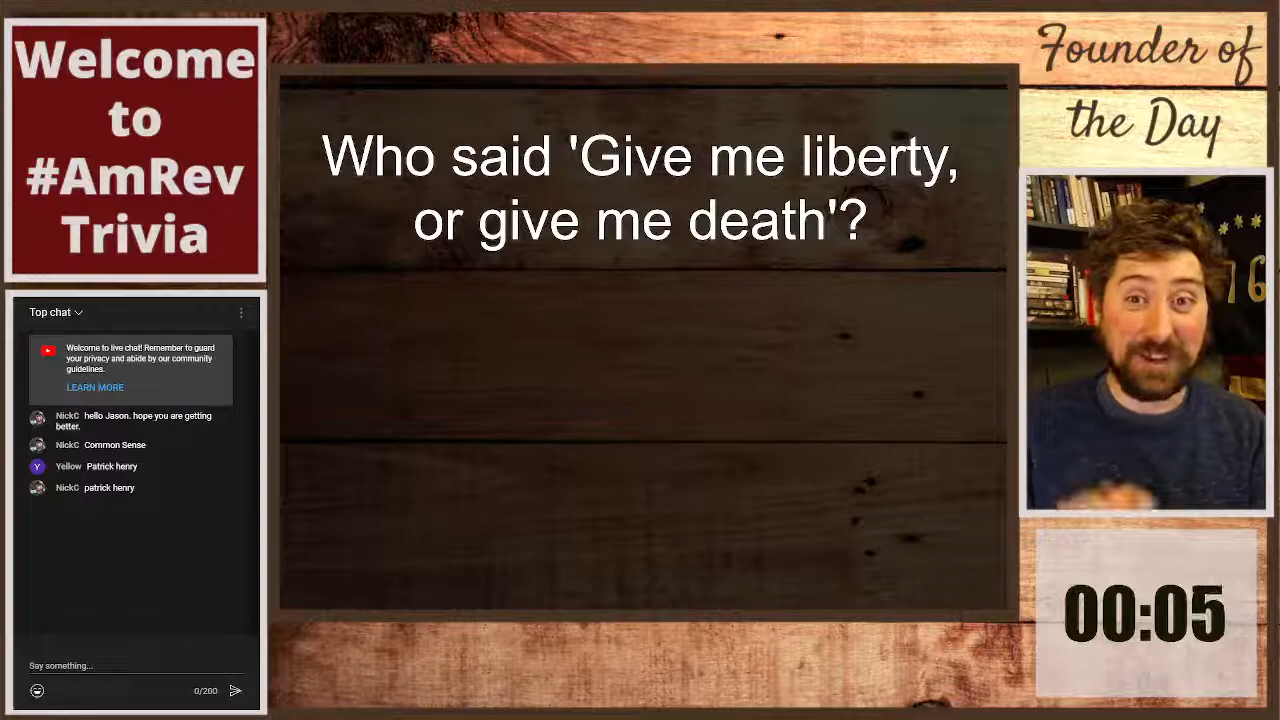 Welcome
to
#AmRev
Trivia
Founder of
the Day
Who said 'Give me liberty,
or give me death'?
Top chat
Welcome to live chat! Remember to guard
your privacy and abide by our community
guidelines.
LEARN MORE
NickC hello Jason. hope you are getting
better.
NickC Common Sense
Y Yellow Patrick henry
NickC patrick henry
Say something...
0/200
76
00:05